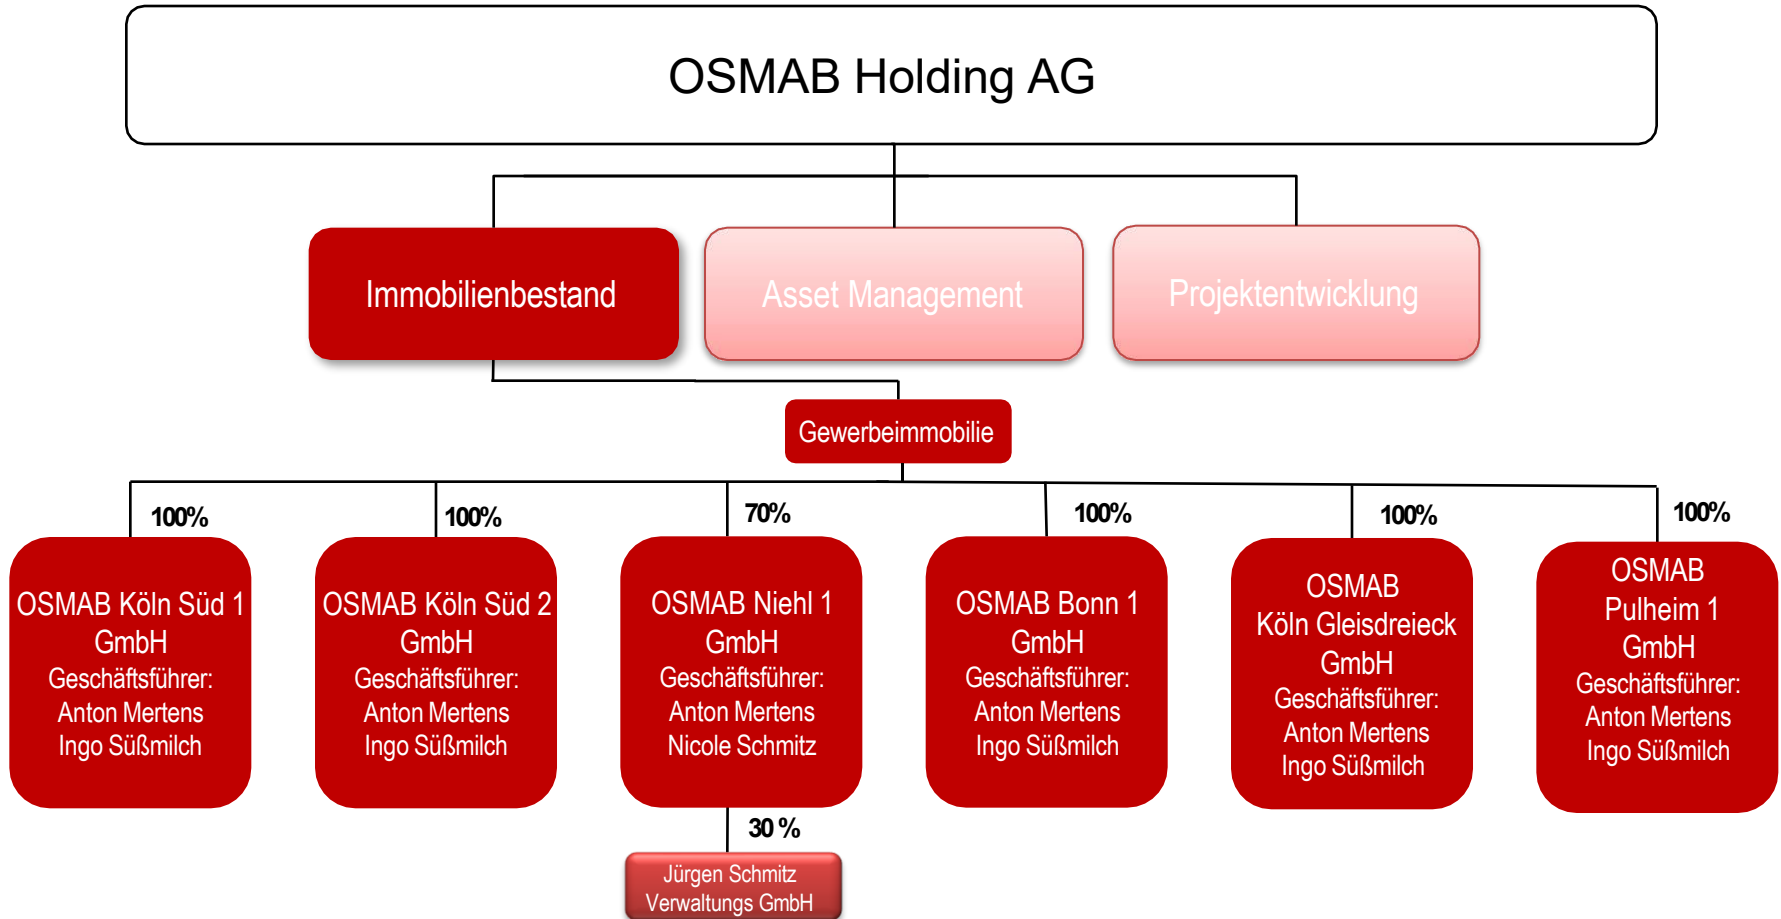 OSMAB Holding AG
Immobilienbestand
Asset Management
Projektentwicklung
Gewerbeimmobilie
100%
100%
70%
100%
100%
100%
OSMAB Köln Süd 1
GmbH
Geschäftsführer:
Anton Mertens
Ingo Süßmilch
OSMAB Köln Süd 2
GmbH
Geschäftsführer:
Anton Mertens
Ingo Süßmilch
OSMAB Niehl 1
GmbH
Geschäftsführer:
Anton Mertens
Nicole Schmitz
OSMAB Bonn 1
GmbH
Geschäftsführer:
Anton Mertens
Ingo Süßmilch
OSMAB
Köln Gleisdreieck
GmbH
Geschäftsführer:
Anton Mertens
Ingo Süßmilch
OSMAB
Pulheim 1
GmbH
Geschäftsführer:
Anton Mertens
Ingo Süßmilch
30 %
Jürgen Schmitz
Verwaltungs GmbH